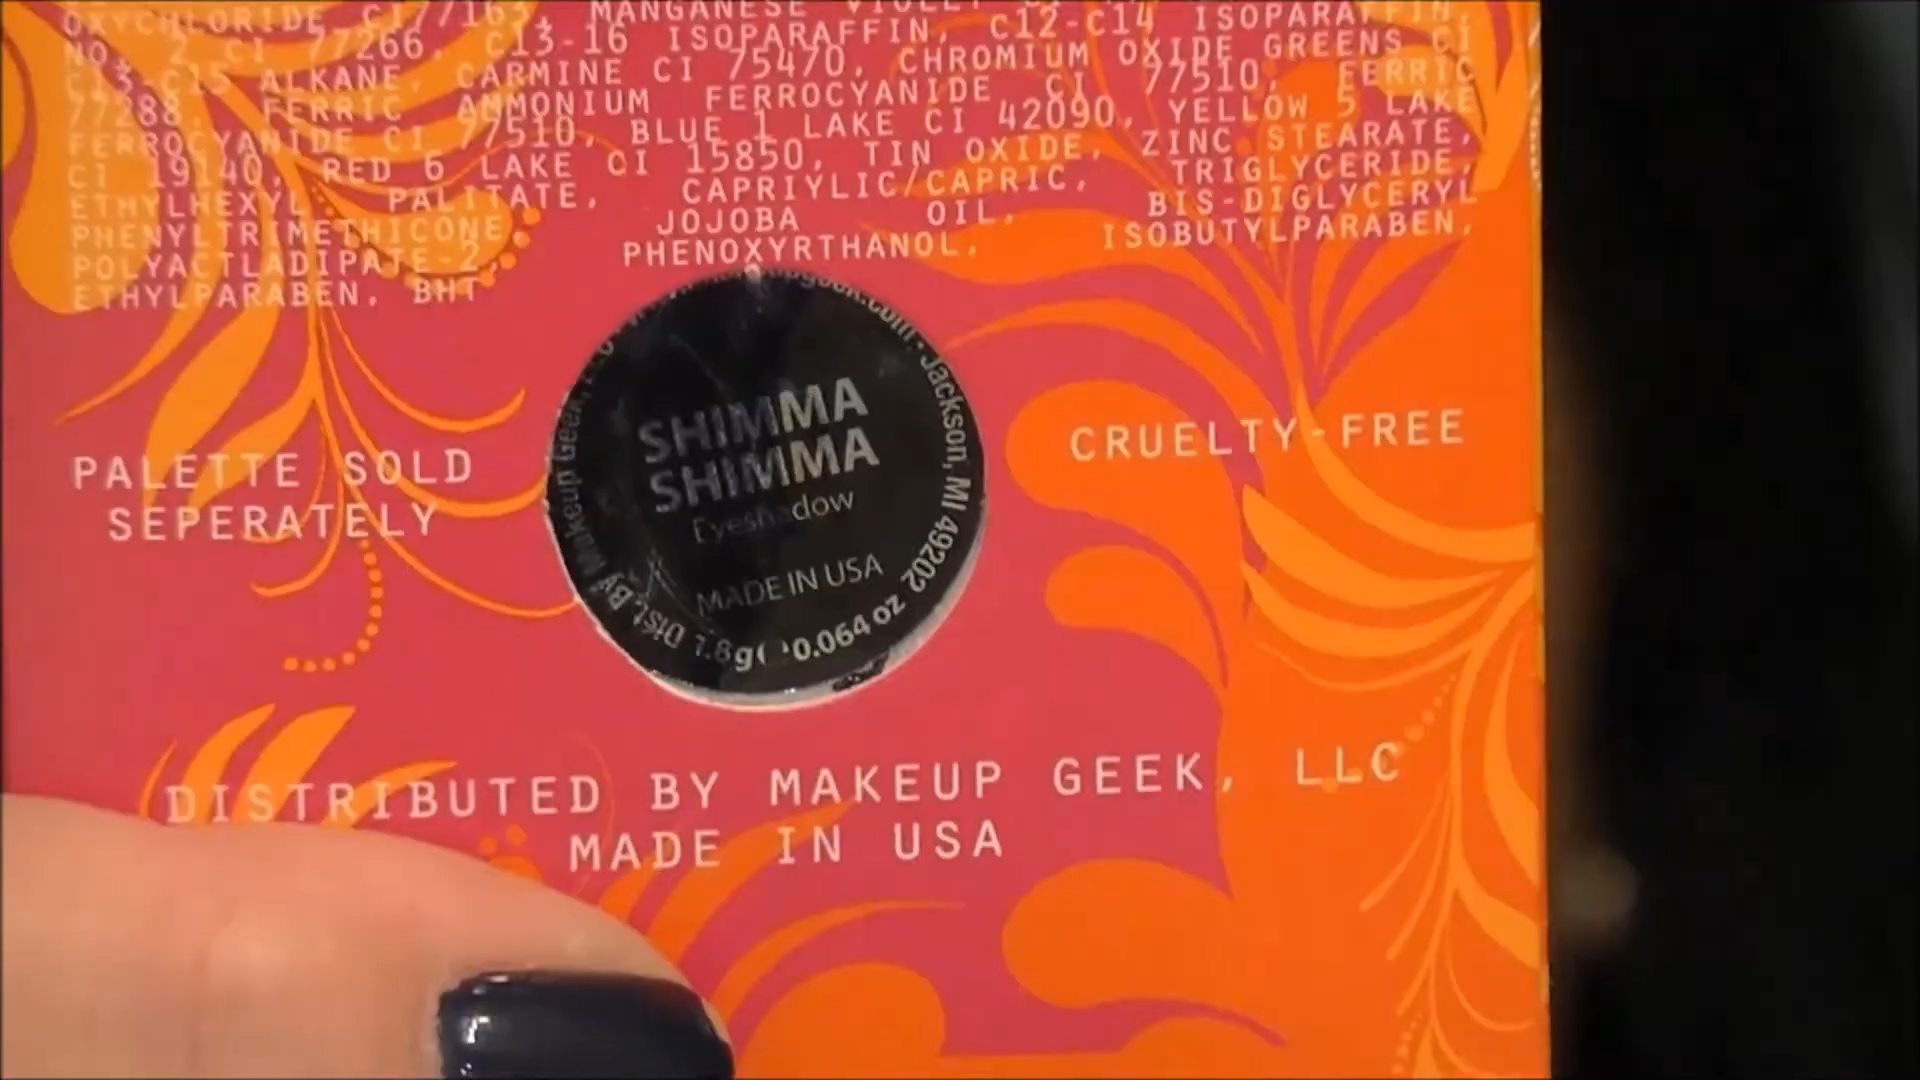 OXYCHLORIDE CI77163, MANGANESE VIOLET
NO. 2 CI 77266, C13-16 ISOPARAFFIN, C12-C14 ISOPARAFFIN,
C13-C15 ALKANE, CARMINE CI 75470, CHROMIUM OXIDE GREENS CI
77288, FERRIC AMMONIUM FERROCYANIDE CI 77510, FERRIC
FERROCYANIDE CI 77510, BLUE 1 LAKE CI 42090, YELLOW 5 LAKE
CI 19140, RED 6 LAKE CI 15850, TIN OXIDE, ZINC STEARATE,
ETHYLHEXYL PALITATE, CAPRIYLIC/CAPRIC, TRIGLYCERIDE,
PHENYLTRIMETHICONE JOJOBA OIL, BIS-DIGLYCERYL
POLYACTLADIPATE-2, PHENOXYRTHANOL, ISOBUTYLPARABEN,
ETHYLPARABEN, BHT
PALETTE SOLD
SEPERATELY
SHIMMA
SHIMMA
Eyeshadow
MADE IN USA
Dist. By Makeup Geek,
geek.com · Jackson, MI 49202
0.064 oz
CRUELTY-FREE
DISTRIBUTED BY MAKEUP GEEK, LLC
MADE IN USA